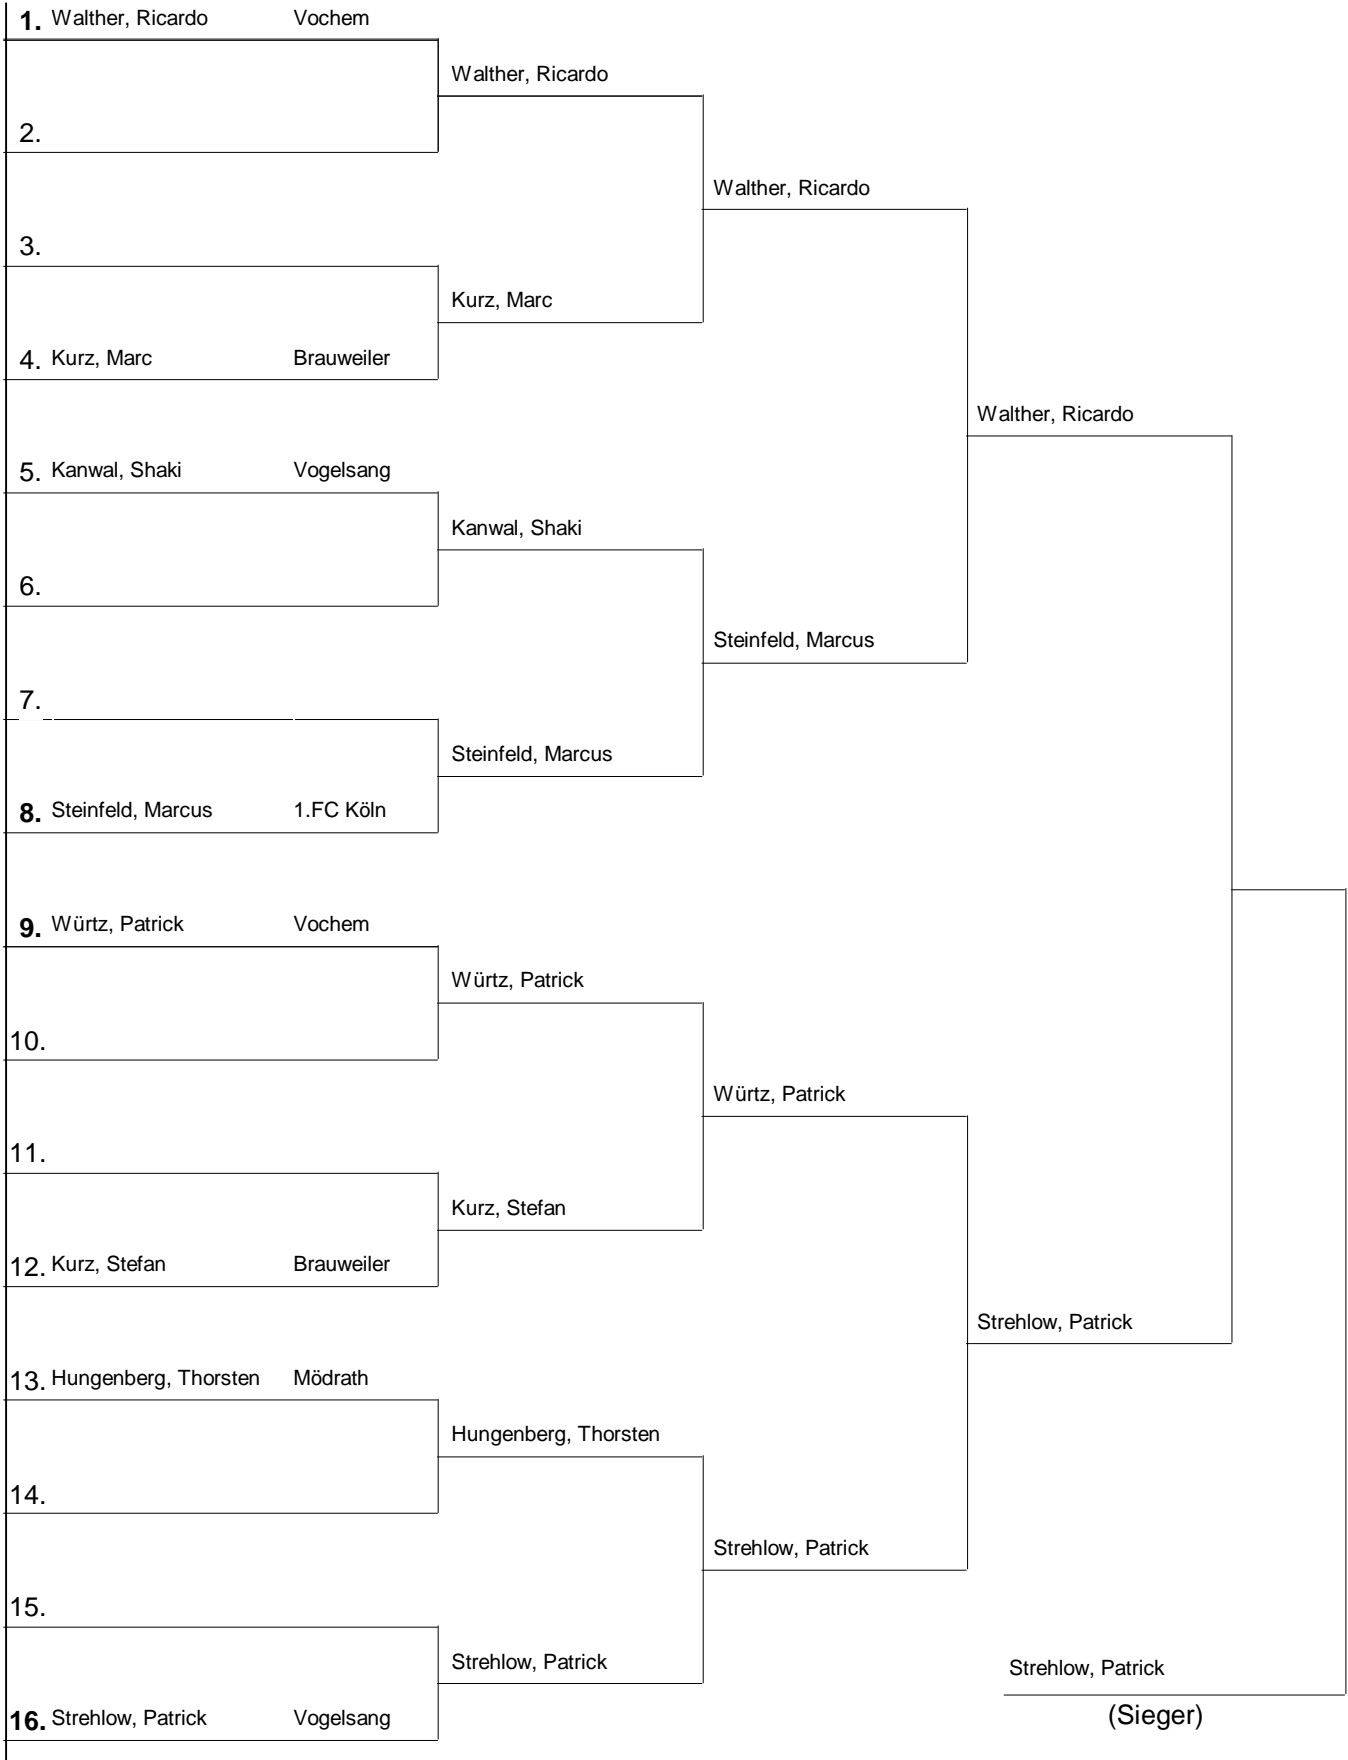 1. Walther, Ricardo Vochem
Walther, Ricardo
2.
Walther, Ricardo
3.
Kurz, Marc
4. Kurz, Marc Brauweiler
Walther, Ricardo
5. Kanwal, Shaki Vogelsang
Kanwal, Shaki
6.
Steinfeld, Marcus
7.
Steinfeld, Marcus
8. Steinfeld, Marcus 1.FC Köln
9. Würtz, Patrick Vochem
Würtz, Patrick
10.
Würtz, Patrick
11.
Kurz, Stefan
12. Kurz, Stefan Brauweiler
Strehlow, Patrick
13. Hungenberg, Thorsten Mödrath
Hungenberg, Thorsten
14.
Strehlow, Patrick
15.
Strehlow, Patrick
Strehlow, Patrick
16. Strehlow, Patrick Vogelsang
(Sieger)